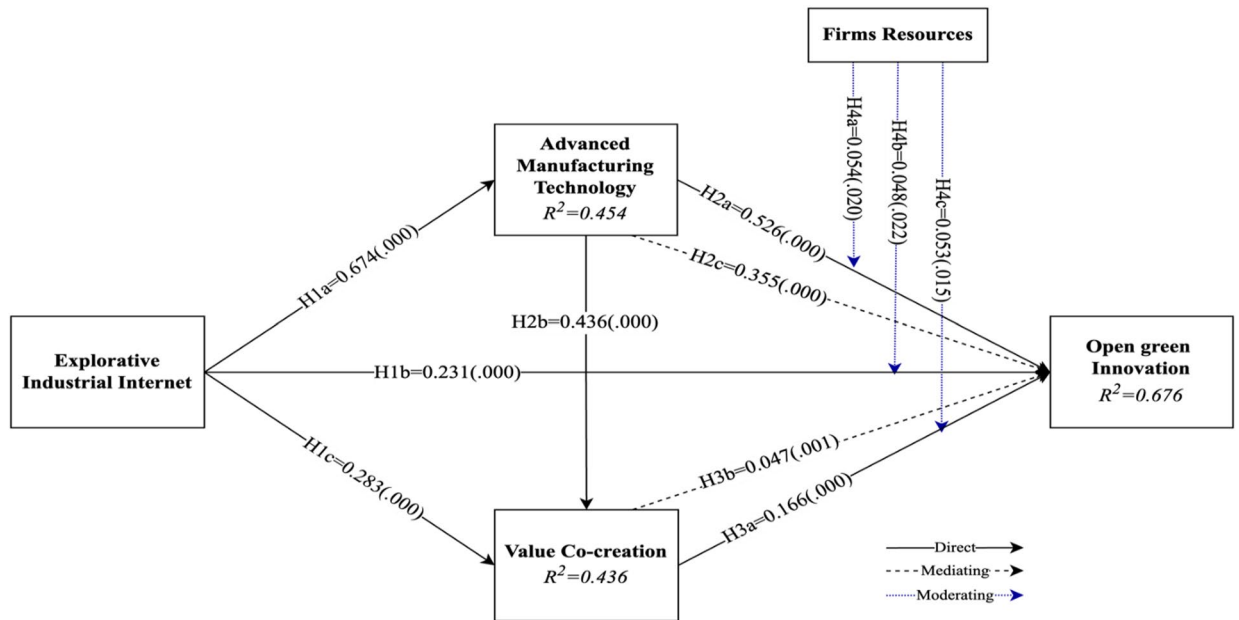 Firms Resources
H4a=0.054(.020)
H4b=0.048(.022)
H4c=0.053(.015)
Advanced
Manufacturing
Technology
R²=0.454
H2a=0.526(.000)
H2c=0.355(.000)
H1a=0.674(.000)
H2b=0.436(.000)
Explorative
Industrial Internet
H1b=0.231(.000)
Open green
Innovation
R²=0.676
H1c=0.283(.000)
H3b=0.047(.001)
H3a=0.166(.000)
Value Co-creation
R²=0.436
Direct
Mediating
Moderating